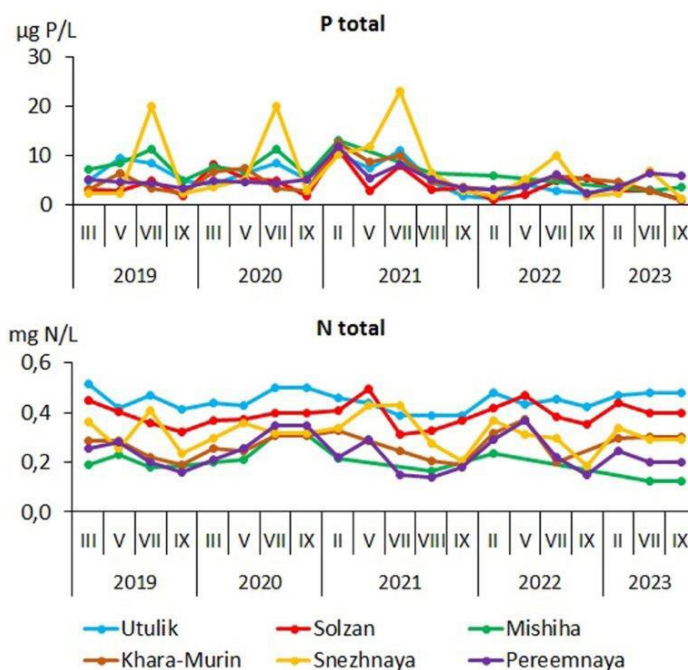 µg P/L
P total
30
20
10
0
III V VII IX III V VII IX II V VII VIII IX II V VII IX II VII IX
2019 2020 2021 2022 2023
N total
mg N/L
0,6
0,4
0,2
0,0
III V VII IX III V VII IX II V VII VIII IX II V VII IX II VII IX
2019 2020 2021 2022 2023
Utulik Solzan Mishiha
Khara-Murin Snezhnaya Pereemnaya